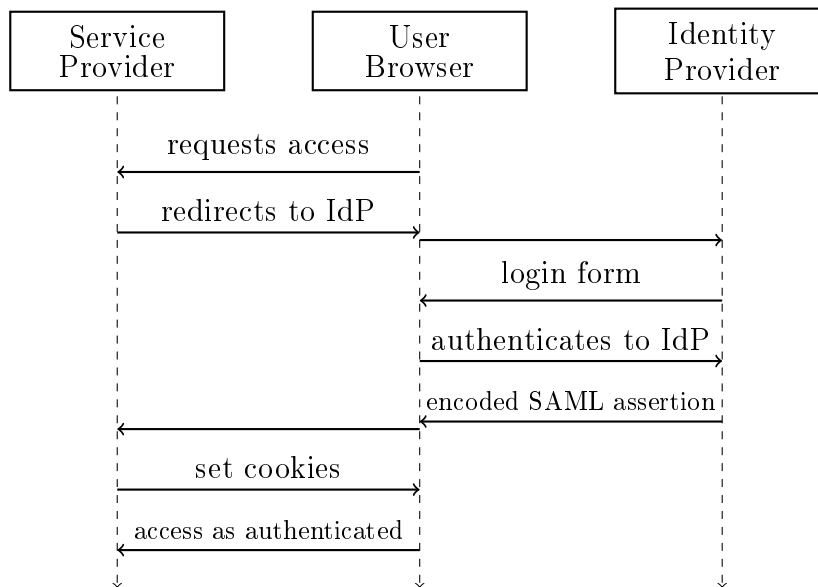 Service
Provider
User
Browser
Identity
Provider
requests access
redirects to IdP
login form
authenticates to IdP
encoded SAML assertion
set cookies
access as authenticated